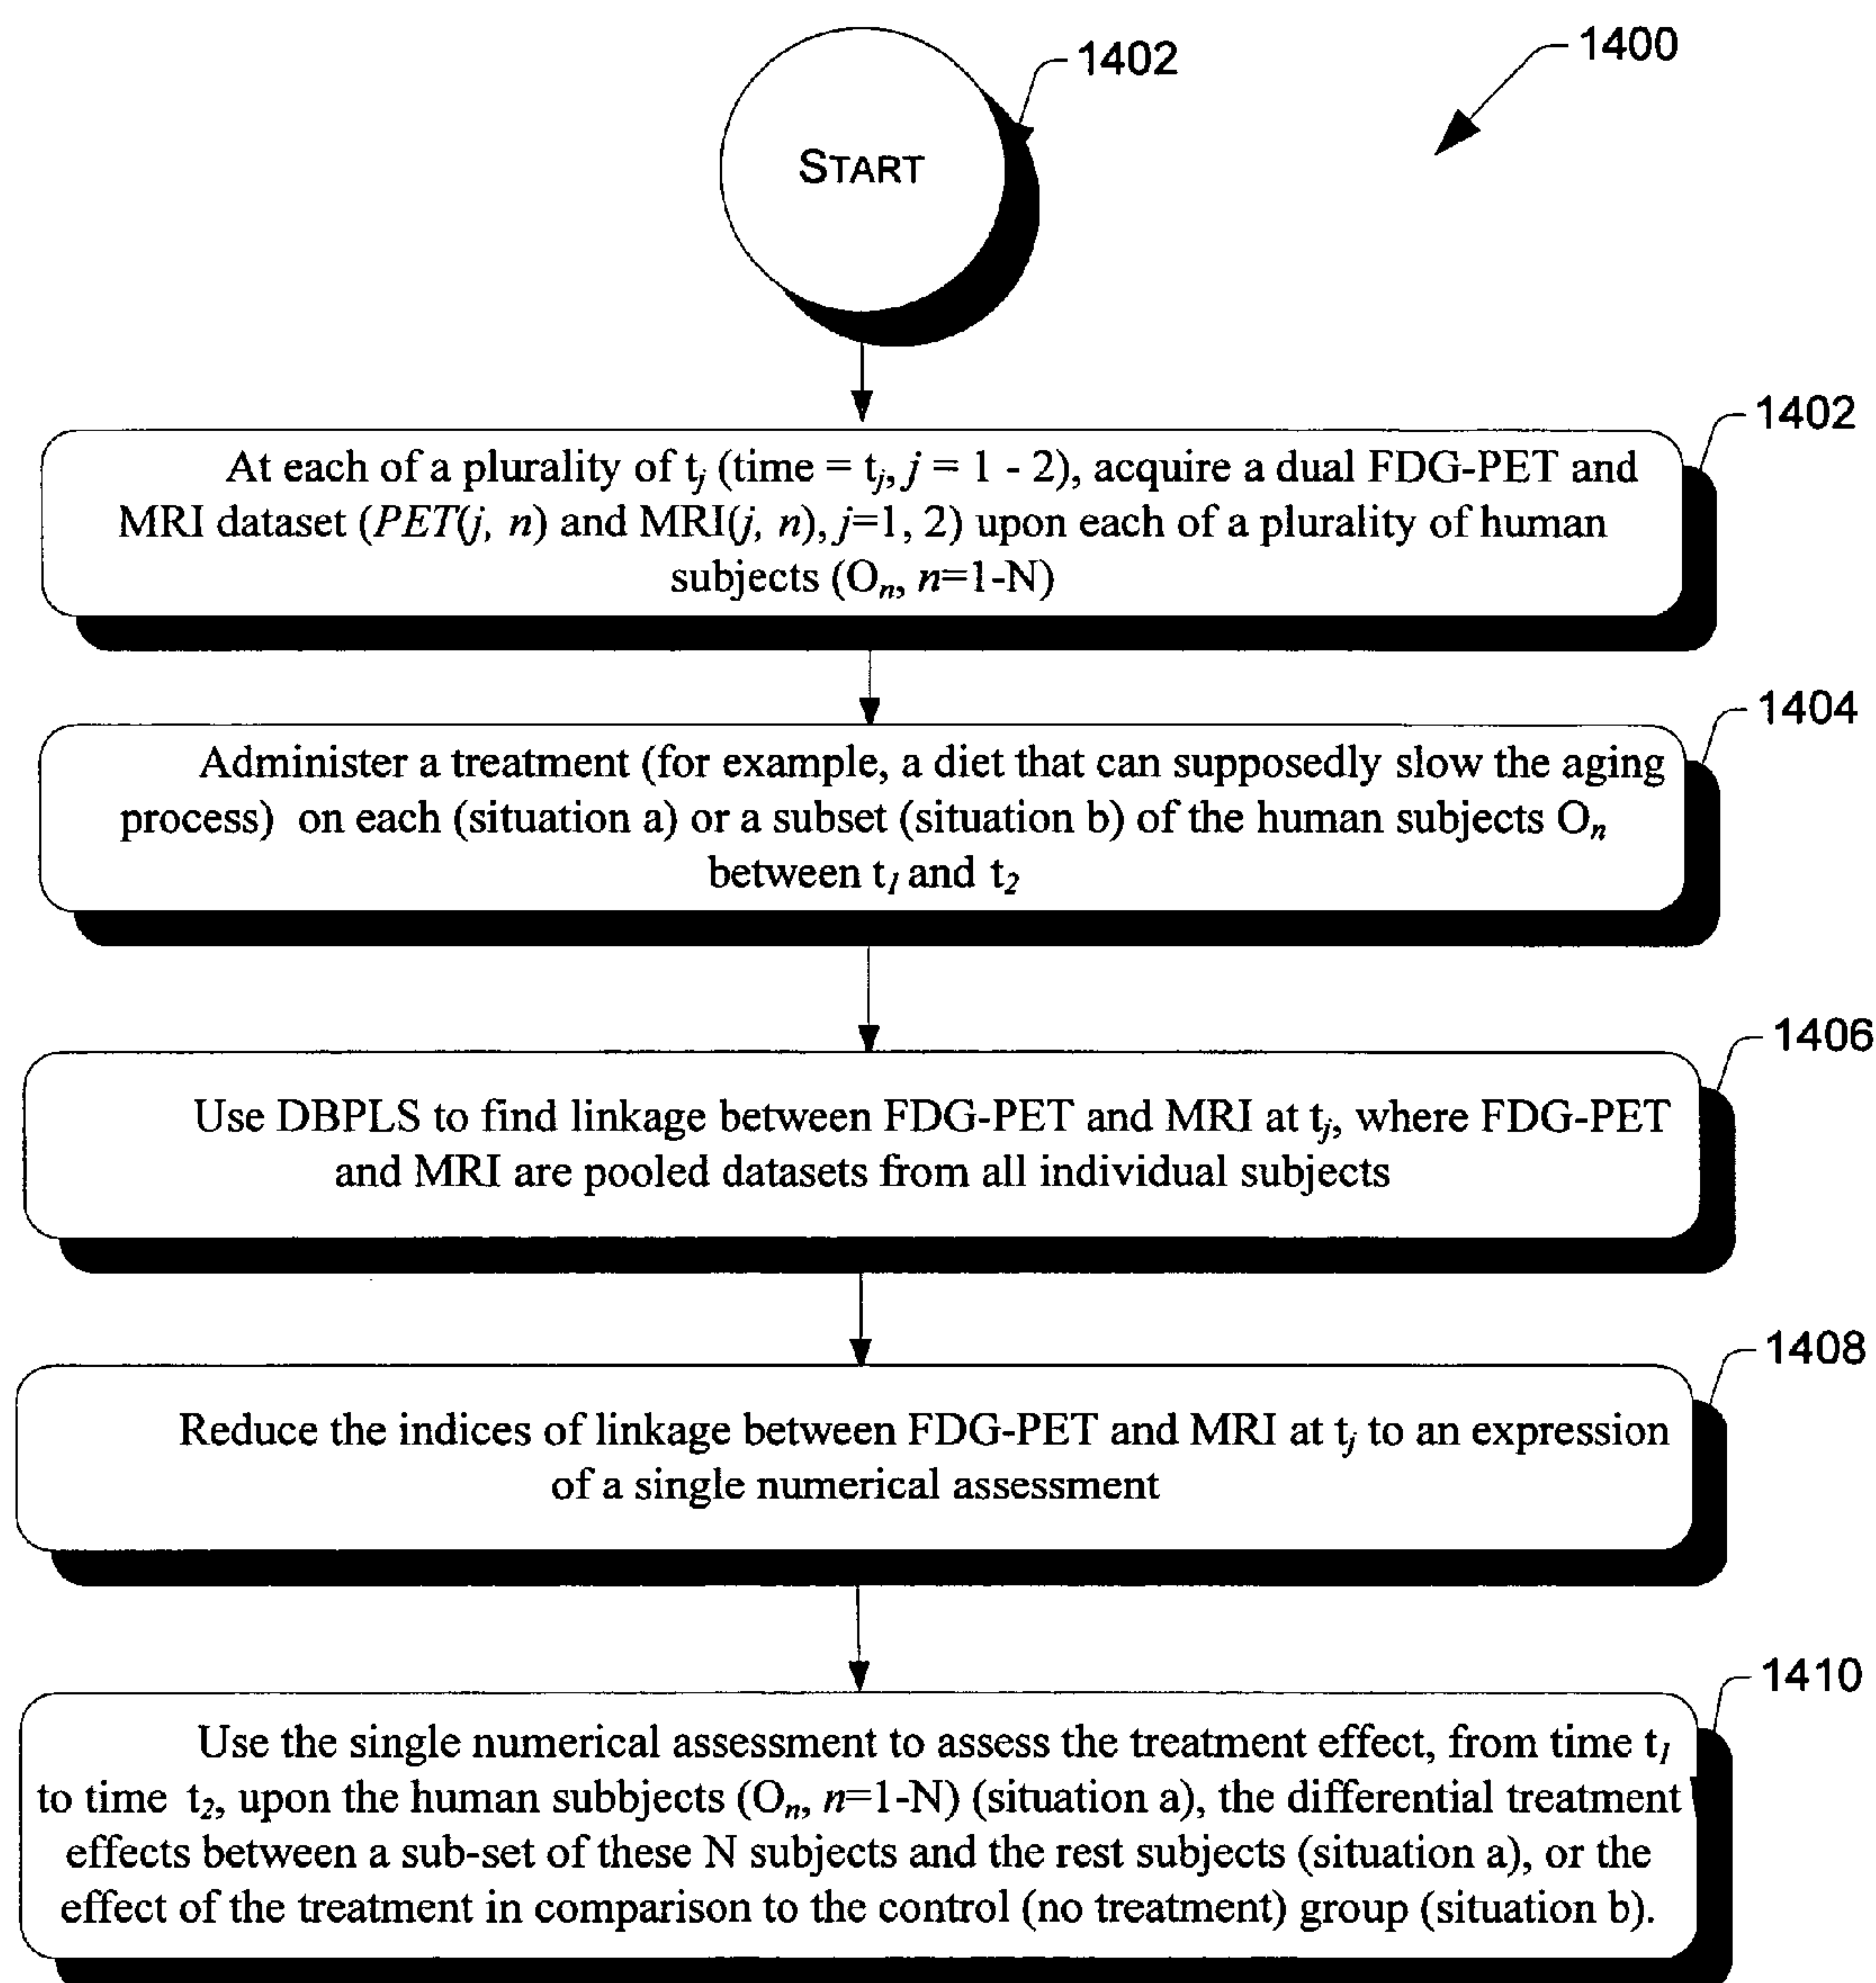 1400
1402
START
1402
At each of a plurality of tj (time = tj, j = 1 - 2), acquire a dual FDG-PET and
MRI dataset (PET(j, n) and MRI(j, n), j=1, 2) upon each of a plurality of human
subjects (On, n=1-N)
1404
Administer a treatment (for example, a diet that can supposedly slow the aging
process) on each (situation a) or a subset (situation b) of the human subjects On
between t1 and t2
1406
Use DBPLS to find linkage between FDG-PET and MRI at tj, where FDG-PET
and MRI are pooled datasets from all individual subjects
1408
Reduce the indices of linkage between FDG-PET and MRI at tj to an expression
of a single numerical assessment
1410
Use the single numerical assessment to assess the treatment effect, from time t1
to time t2, upon the human subbjects (On, n=1-N) (situation a), the differential treatment
effects between a sub-set of these N subjects and the rest subjects (situation a), or the
effect of the treatment in comparison to the control (no treatment) group (situation b).